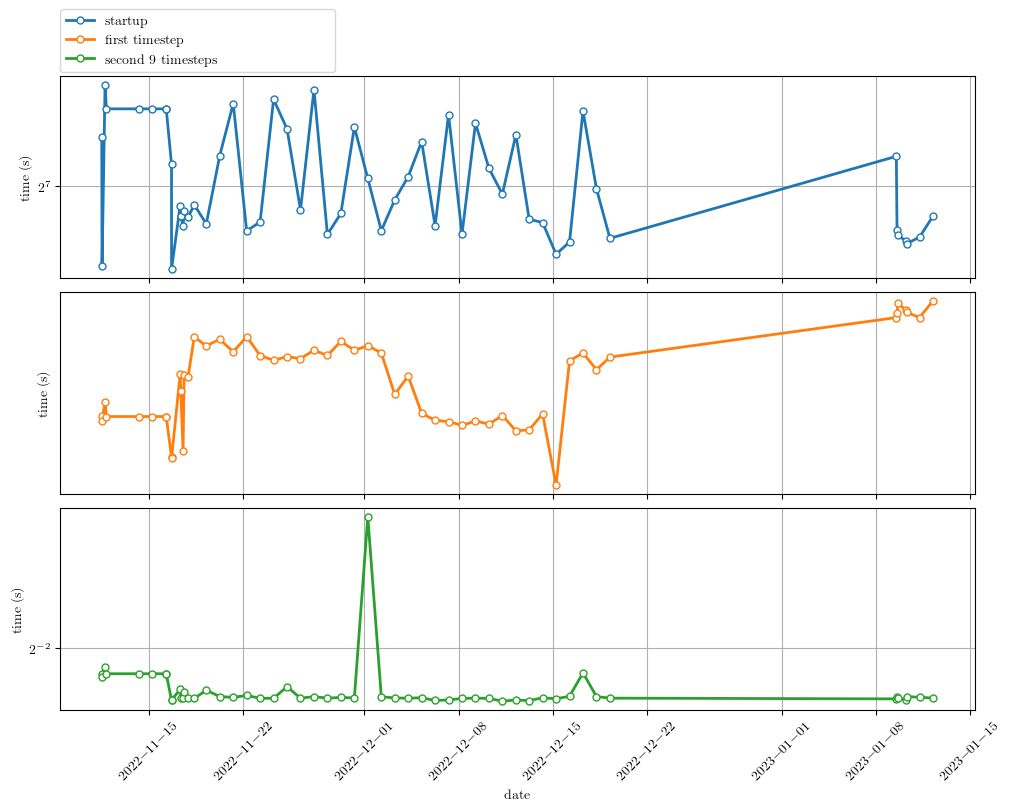 startup
first timestep
second 9 timesteps
time (s)
2⁷
time (s)
time (s)
2⁻²
2022−11−15
2022−11−22
2022−12−01
2022−12−08
2022−12−15
2022−12−22
2023−01−01
2023−01−08
2023−01−15
date